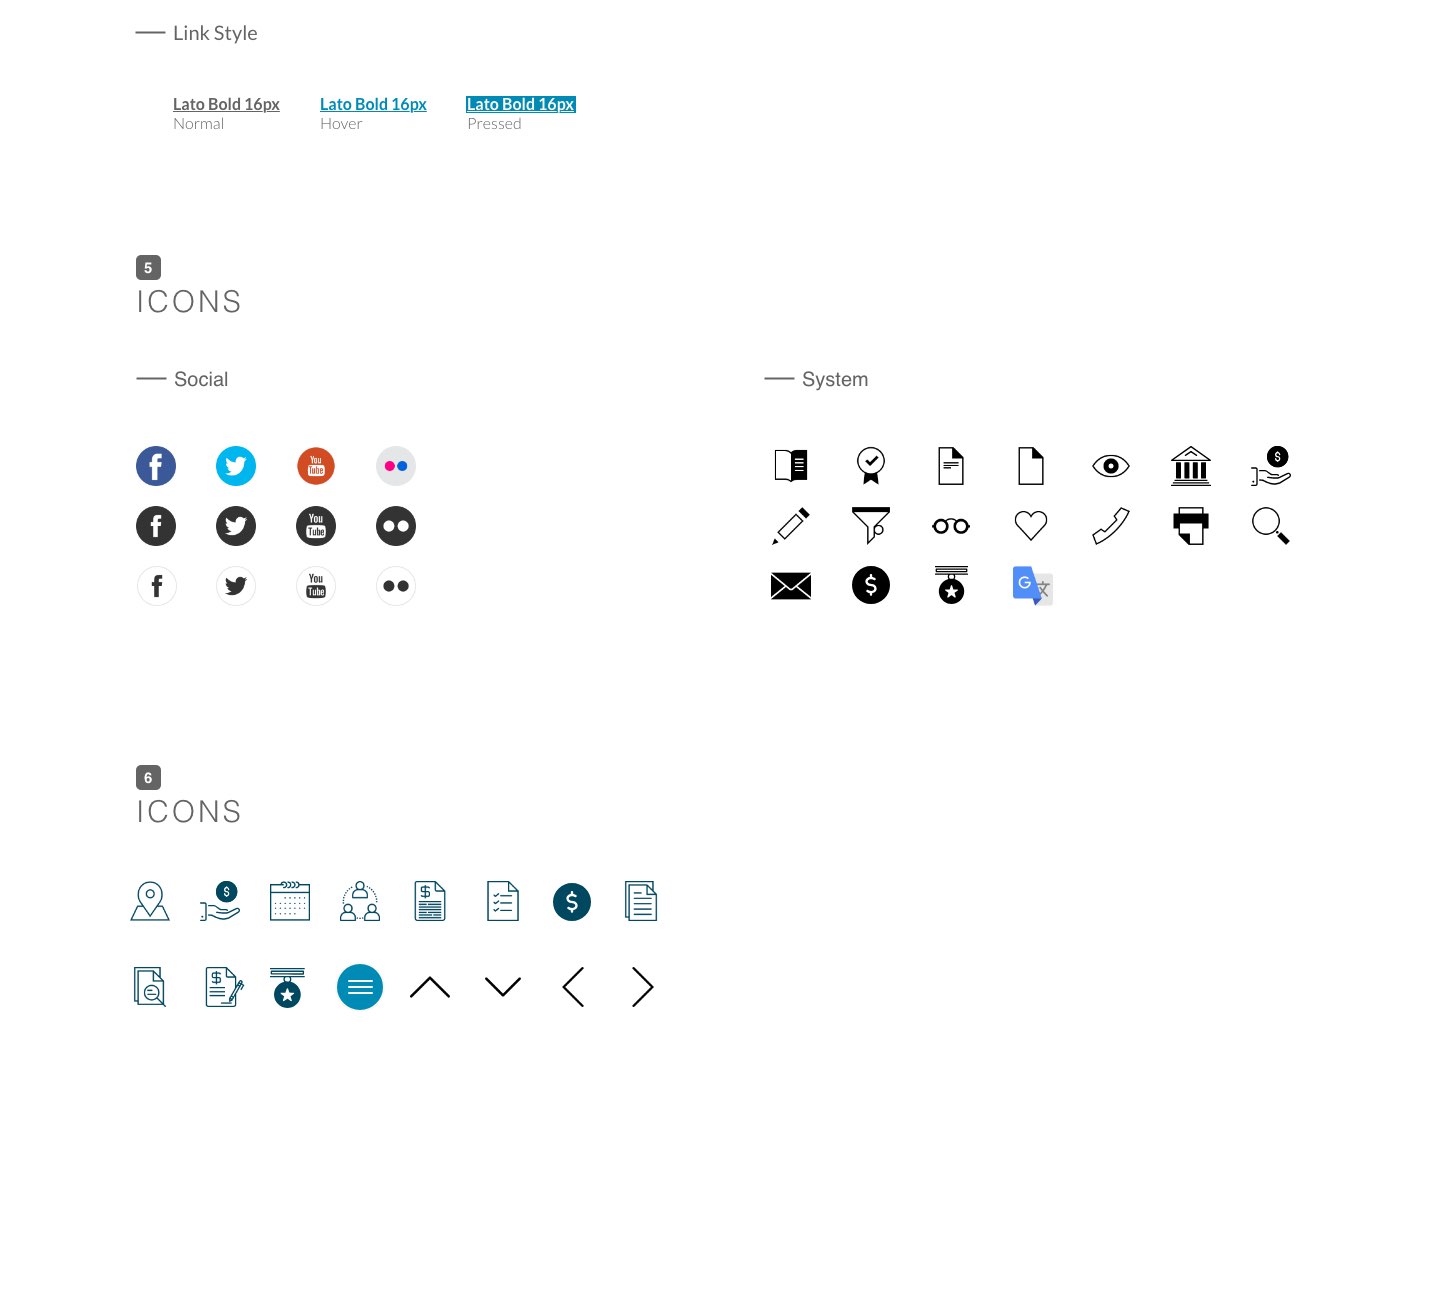 Link Style
Lato Bold 16px Lato Bold 16px Lato Bold 16px
Normal Hover Pressed
5
ICONS
Social System
f You Tube $
f You Tube
f You Tube $ G 文
6
ICONS
$ $ $
$